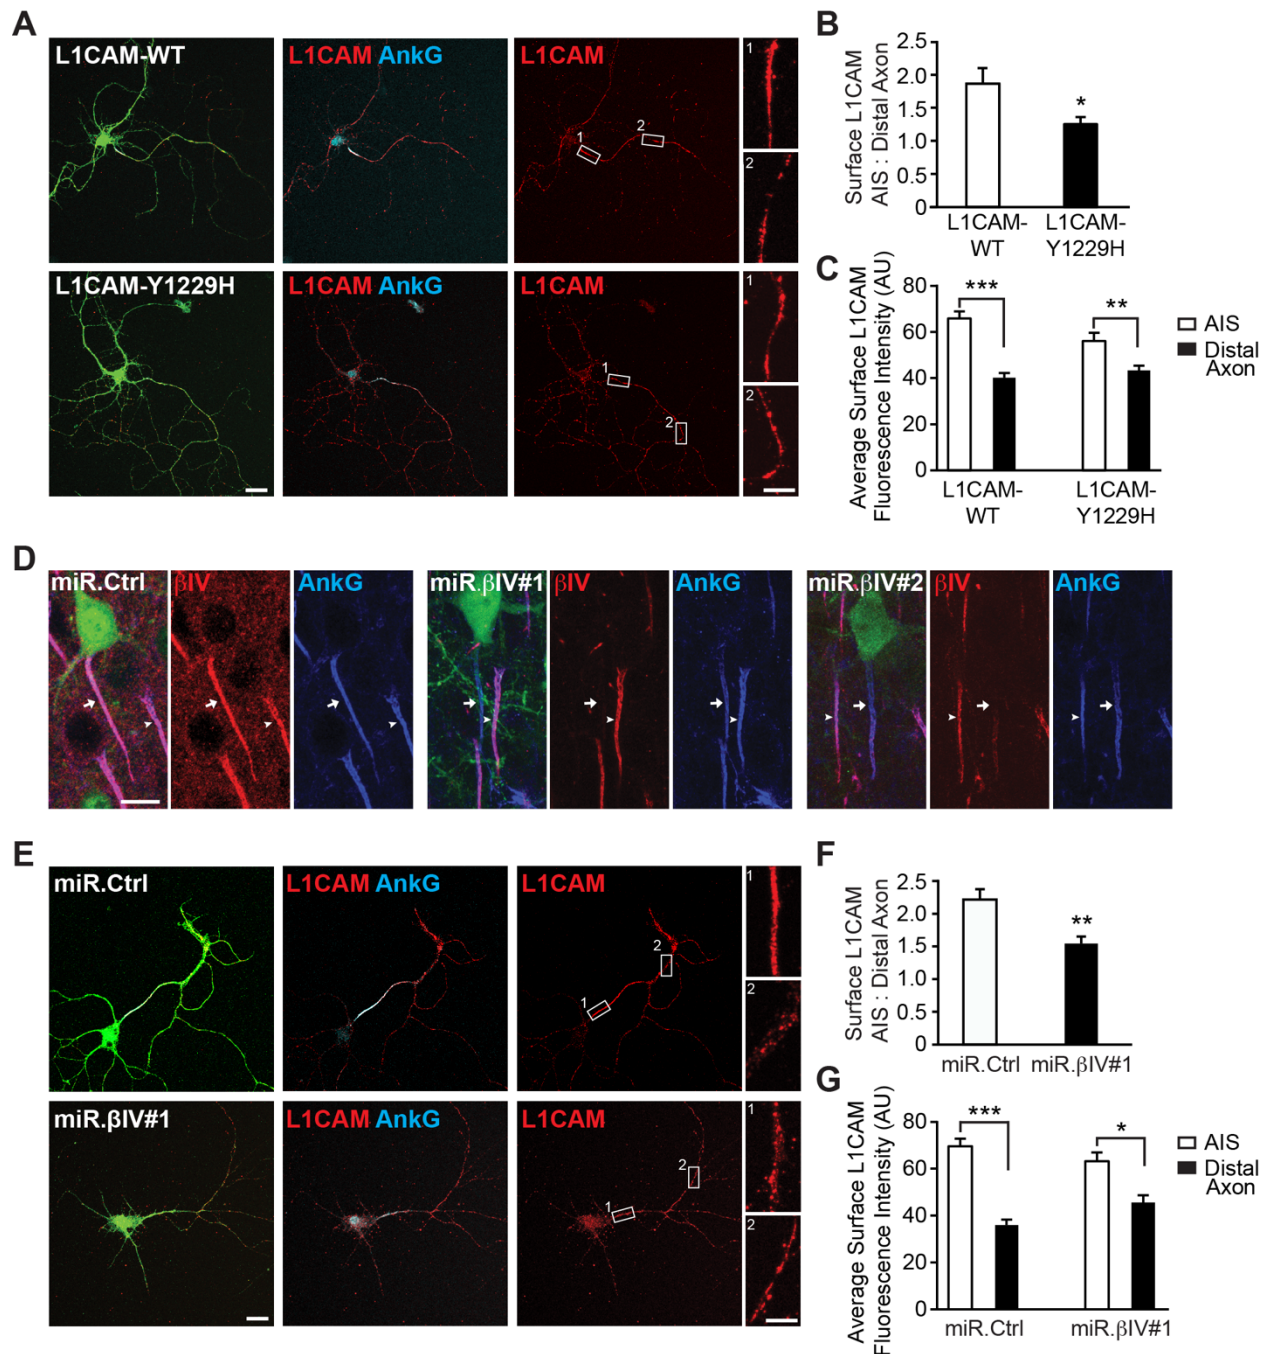 A
L1CAM-WT
L1CAM AnkG
L1CAM
1
2
1
2
L1CAM-Y1229H
L1CAM AnkG
L1CAM
1
2
1
2
B
Surface L1CAM
AIS : Distal Axon
2.5
2.0
1.5
1.0
0.5
0
*
L1CAM-
WT
L1CAM-
Y1229H
C
Average Surface L1CAM
Fluorescence Intensity (AU)
80
60
40
20
0
***
**
AIS
Distal
Axon
L1CAM-
WT
L1CAM-
Y1229H
D
miR.Ctrl
βIV
AnkG
miR.βIV#1
βIV
AnkG
miR.βIV#2
βIV
AnkG
E
miR.Ctrl
L1CAM AnkG
L1CAM
1
2
1
2
miR.βIV#1
L1CAM AnkG
L1CAM
1
2
1
2
F
Surface L1CAM
AIS : Distal Axon
2.5
2.0
1.5
1.0
0.5
0
**
miR.Ctrl miR.βIV#1
G
Average Surface L1CAM
Fluorescence Intensity (AU)
80
60
40
20
0
***
*
AIS
Distal
Axon
miR.Ctrl
miR.βIV#1